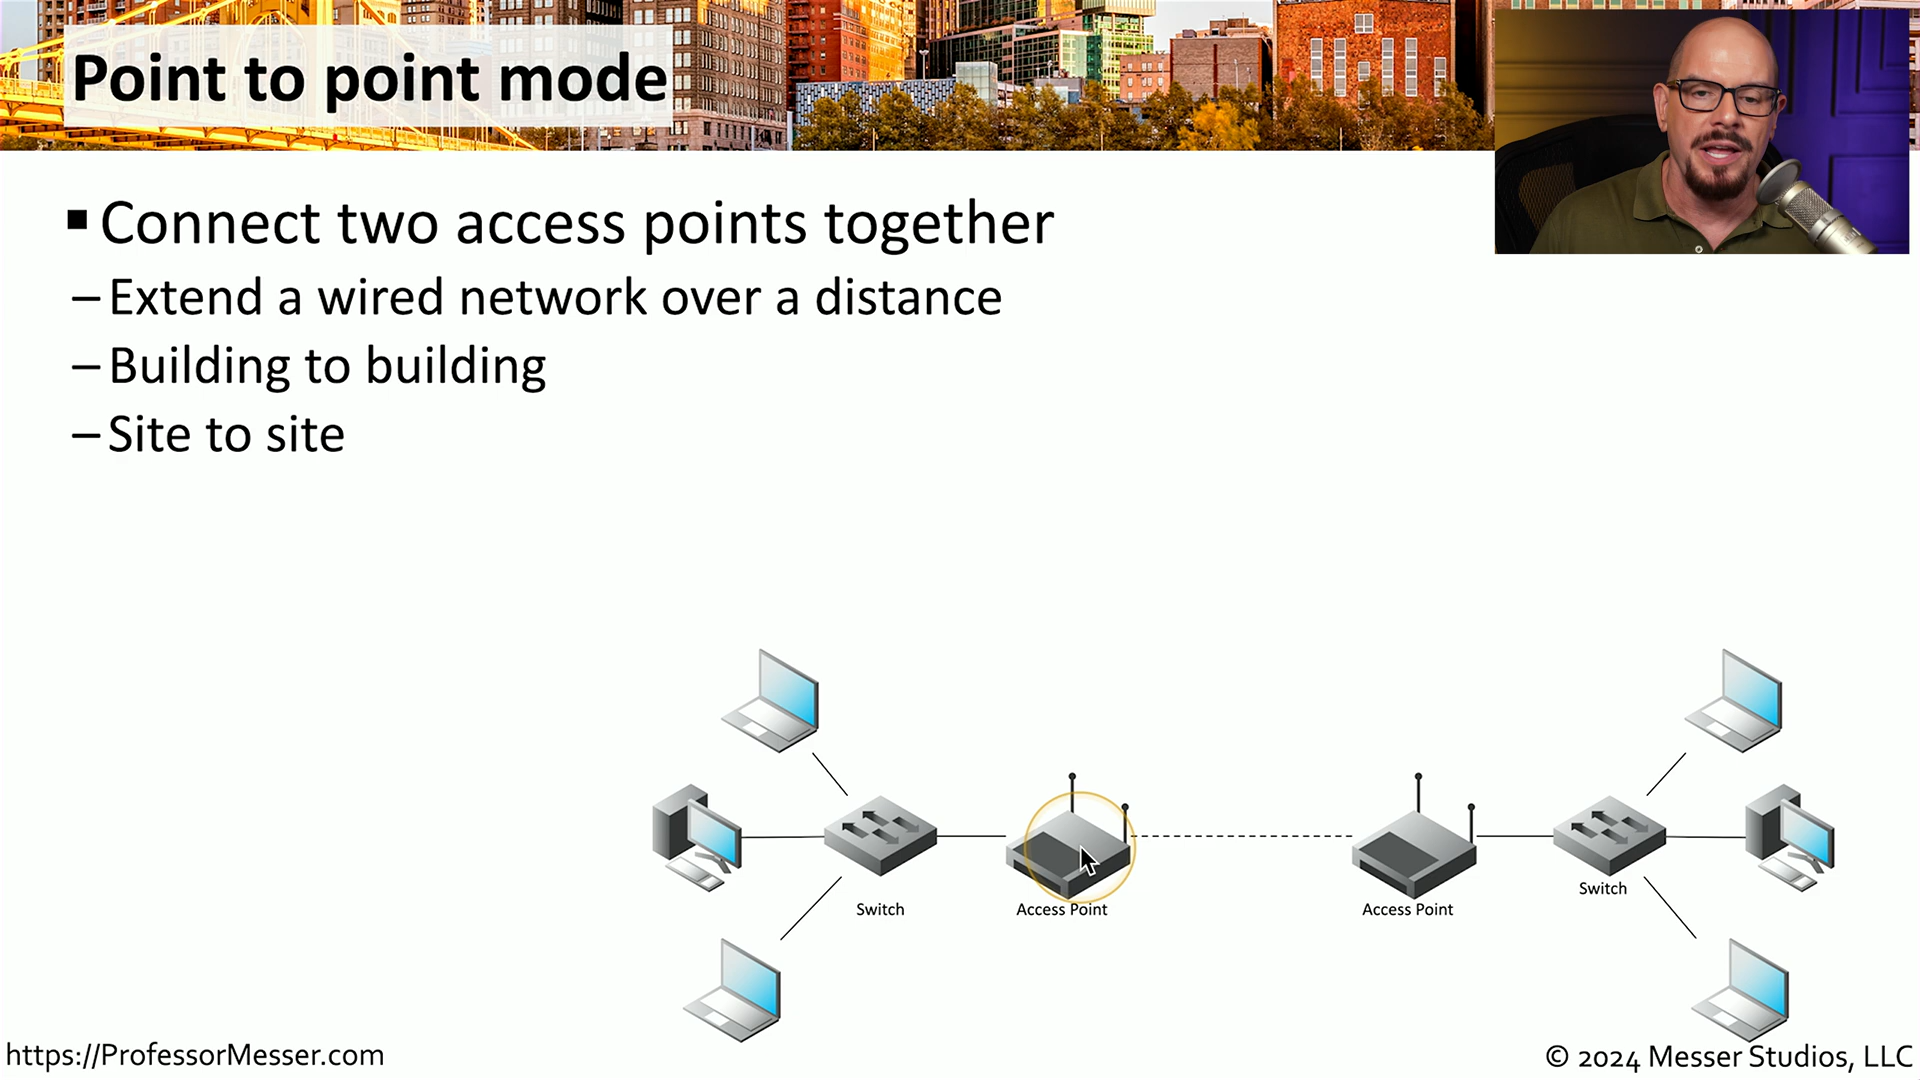 Point to point mode
▪ Connect two access points together
– Extend a wired network over a distance
– Building to building
– Site to site
Switch
Access Point
Access Point
Switch
https://ProfessorMesser.com
© 2024 Messer Studios, LLC